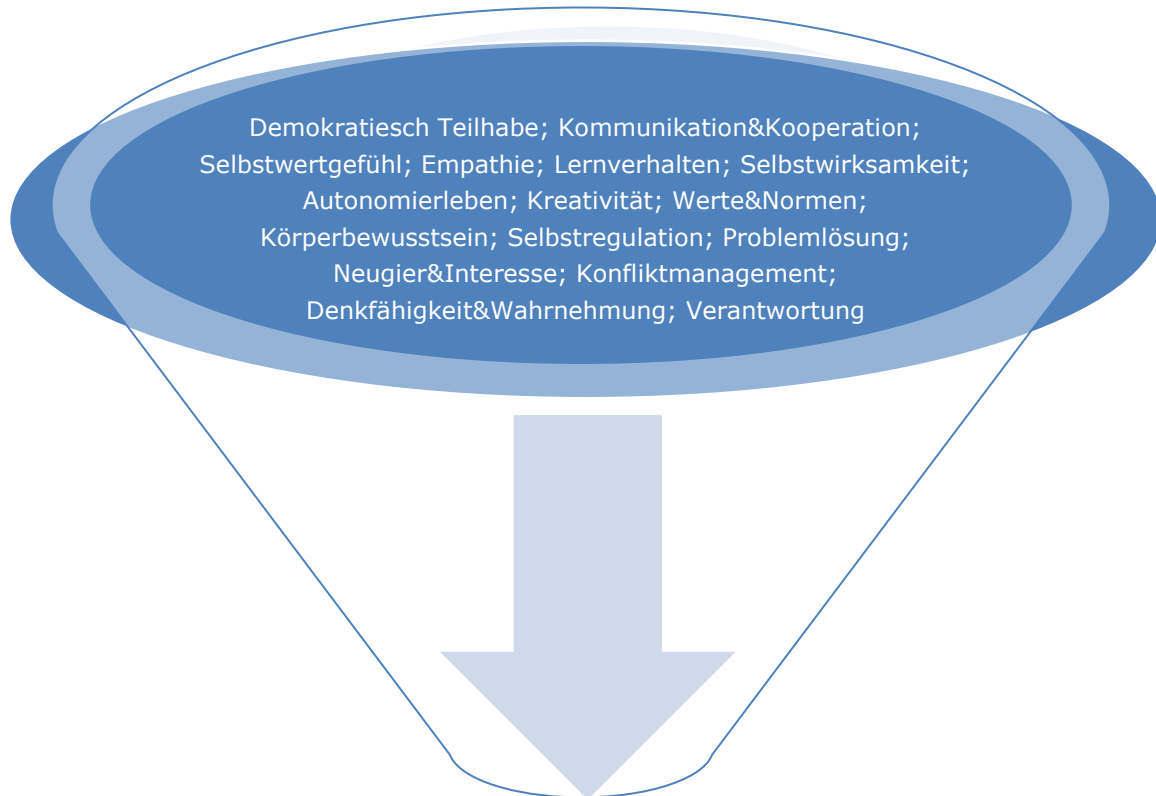 Demokratiesch Teilhabe; Kommunikation&Kooperation;
Selbstwertgefühl; Empathie; Lernverhalten; Selbstwirksamkeit;
Autonomierleben; Kreativität; Werte&Normen;
Körperbewusstsein; Selbstregulation; Problemlösung;
Neugier&Interesse; Konfliktmanagement;
Denkfähigkeit&Wahrnehmung; Verantwortung